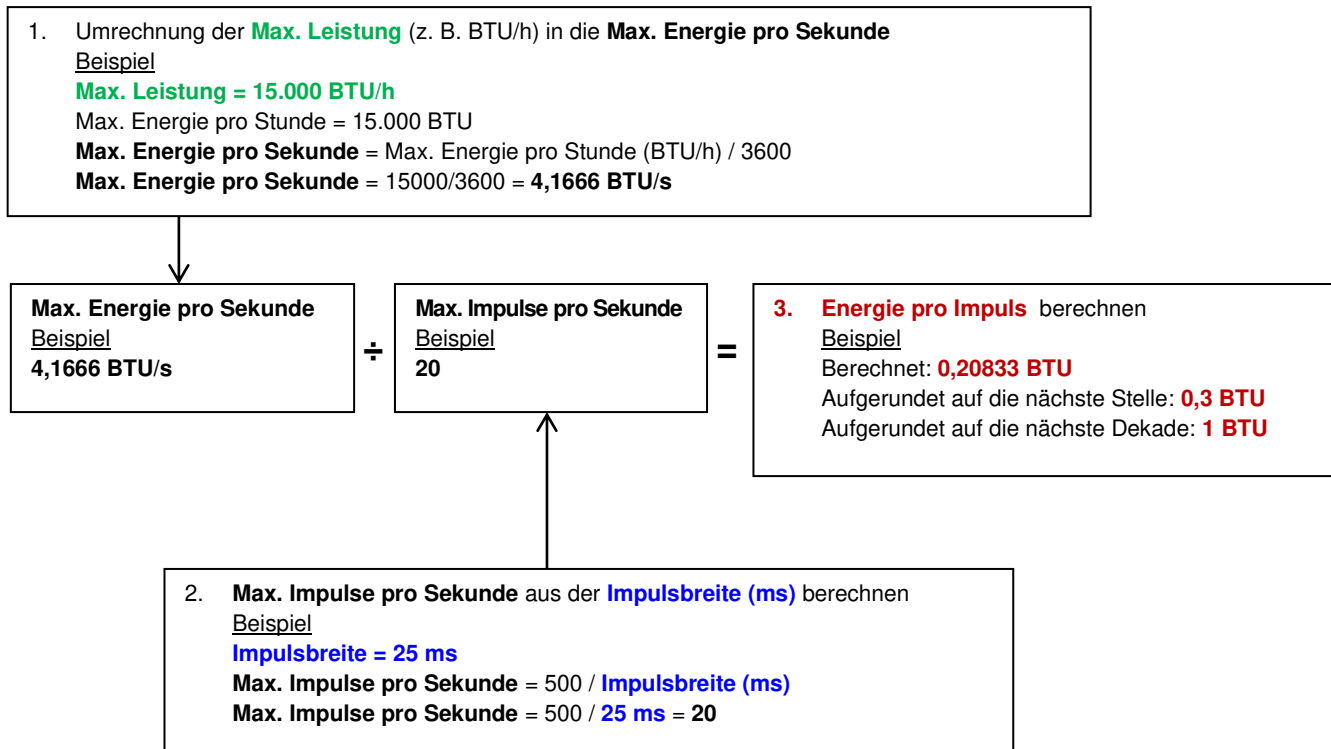 1. Umrechnung der Max. Leistung (z. B. BTU/h) in die Max. Energie pro Sekunde
Beispiel
Max. Leistung = 15.000 BTU/h
Max. Energie pro Stunde = 15.000 BTU
Max. Energie pro Sekunde = Max. Energie pro Stunde (BTU/h) / 3600
Max. Energie pro Sekunde = 15000/3600 = 4,1666 BTU/s
Max. Energie pro Sekunde
Beispiel
4,1666 BTU/s
÷
Max. Impulse pro Sekunde
Beispiel
20
=
3. Energie pro Impuls berechnen
Beispiel
Berechnet: 0,20833 BTU
Aufgerundet auf die nächste Stelle: 0,3 BTU
Aufgerundet auf die nächste Dekade: 1 BTU
2. Max. Impulse pro Sekunde aus der Impulsbreite (ms) berechnen
Beispiel
Impulsbreite = 25 ms
Max. Impulse pro Sekunde = 500 / Impulsbreite (ms)
Max. Impulse pro Sekunde = 500 / 25 ms = 20